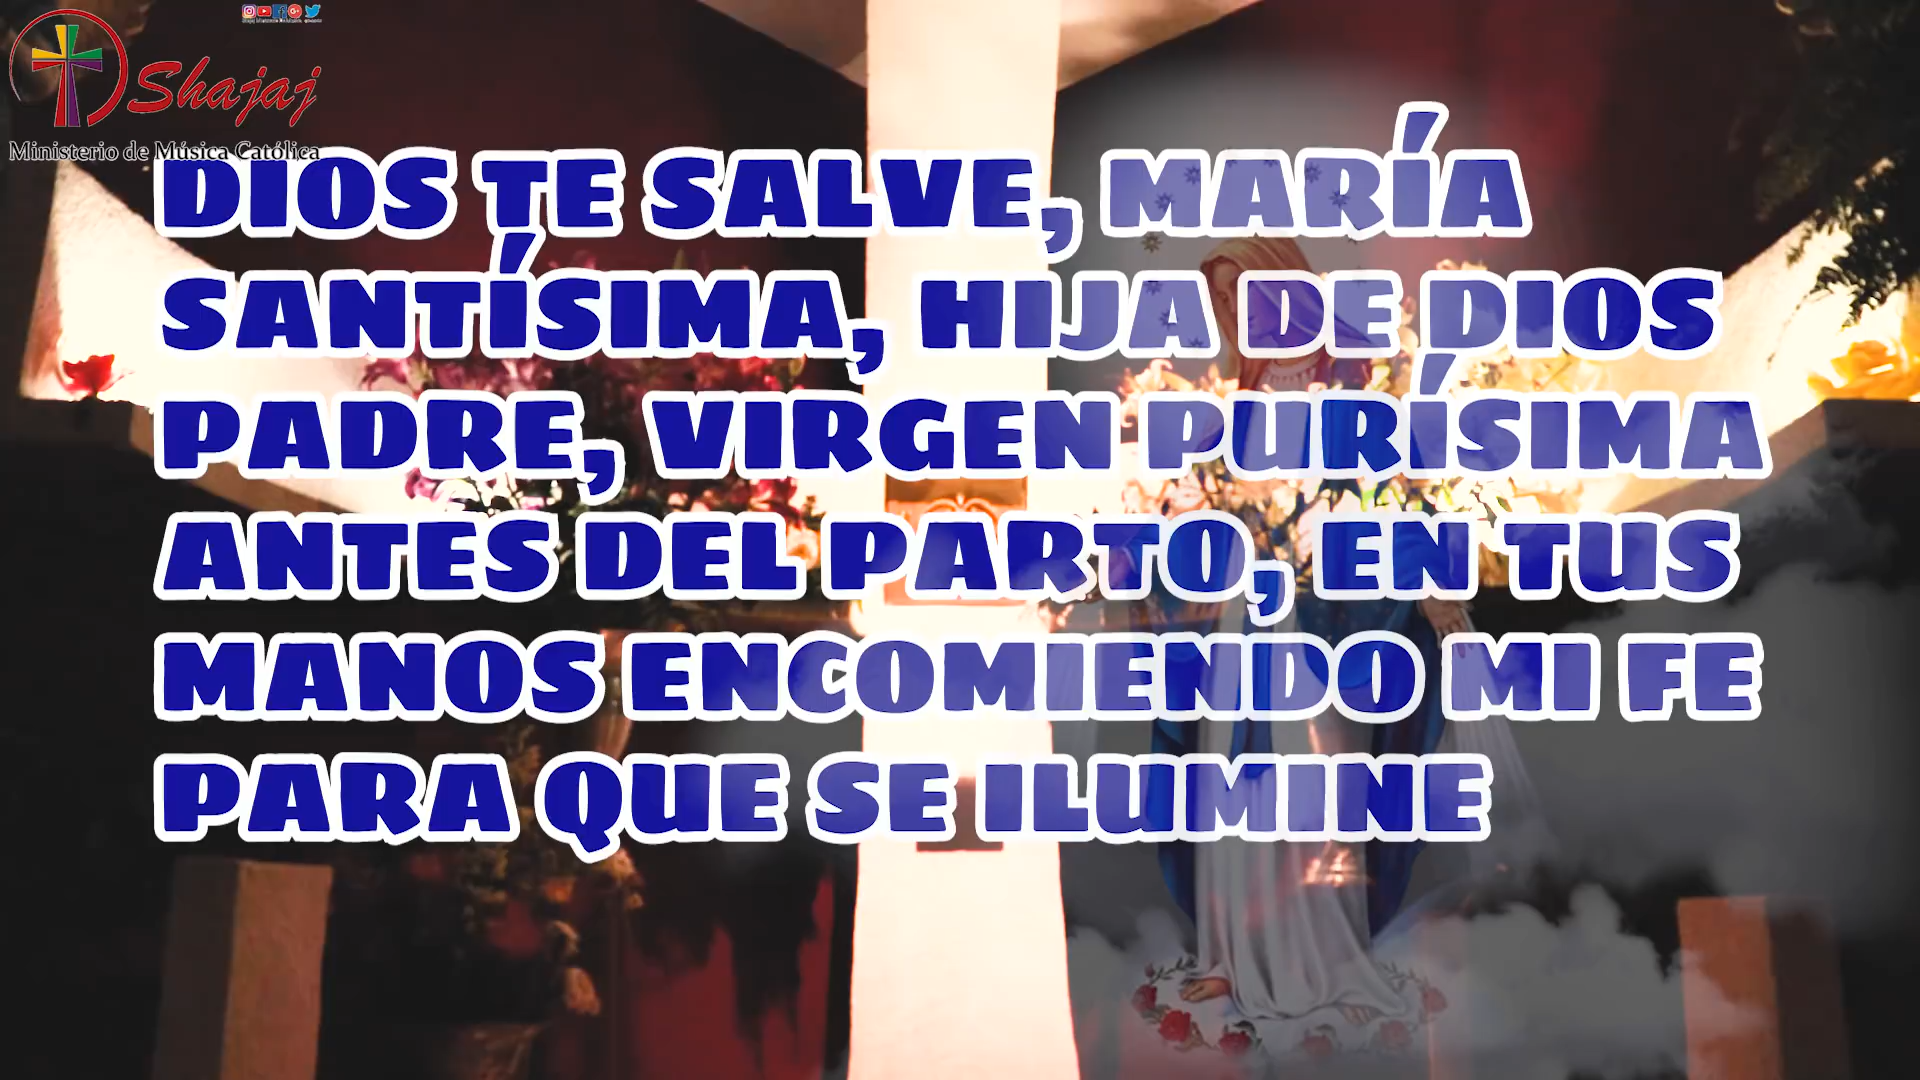 Shajaj
Ministerio de Música Católica
DIOS TE SALVE, MARÍA
SANTÍSIMA, HIJA DE DIOS
PADRE, VIRGEN PURÍSIMA
ANTES DEL PARTO, EN TUS
MANOS ENCOMIENDO MI FE
PARA QUE SE ILUMINE